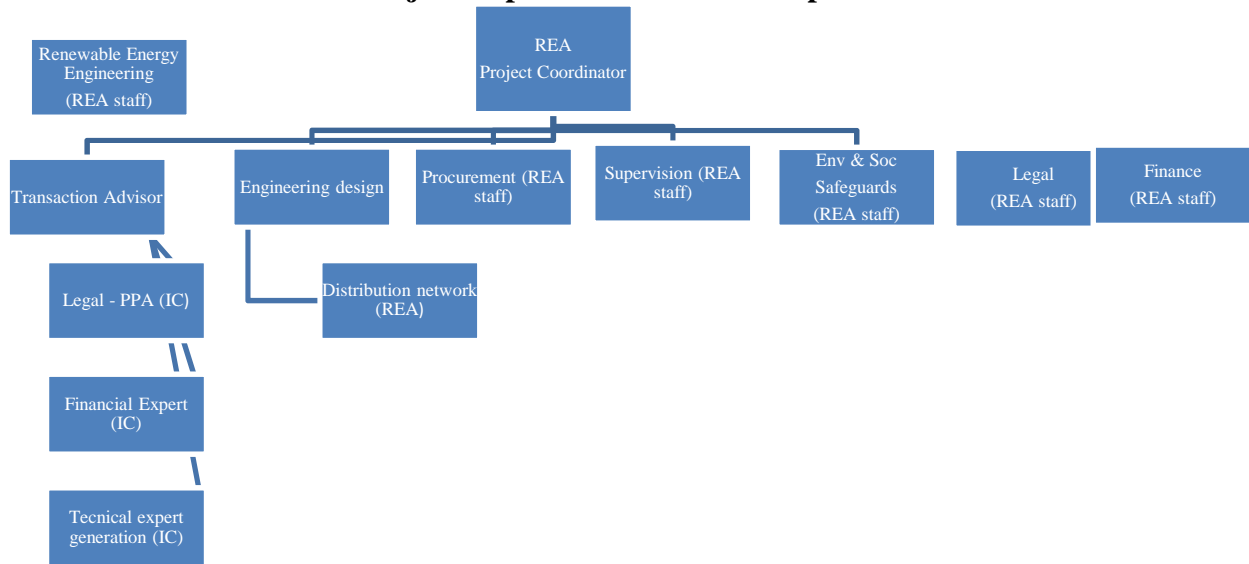 REA
Project Coordinator
Renewable Energy
Engineering
(REA staff)
Transaction Advisor
Engineering design
Procurement (REA
staff)
Supervision (REA
staff)
Env & Soc
Safeguards
(REA staff)
Legal
(REA staff)
Finance
(REA staff)
Legal - PPA (IC)
Distribution network
(REA)
Financial Expert
(IC)
Tecnical expert
generation (IC)